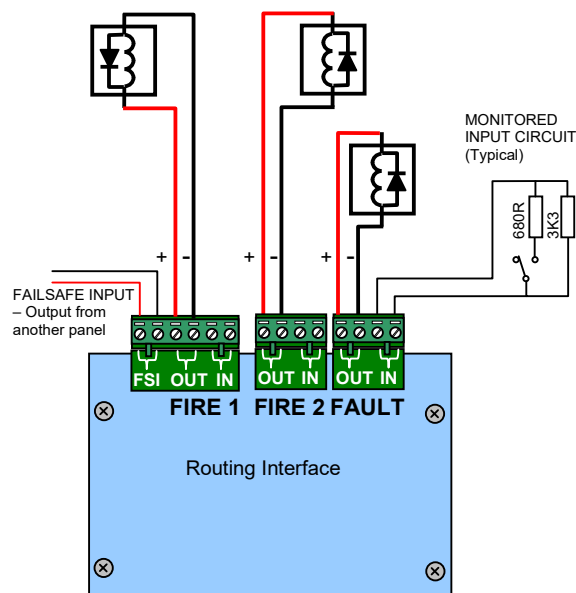 MONITORED
INPUT CIRCUIT
(Typical)
680R
3K3
+ - + - + -
FAILSAFE INPUT
– Output from
another panel
FSI OUT IN OUT IN OUT IN
FIRE 1 FIRE 2 FAULT
Routing Interface